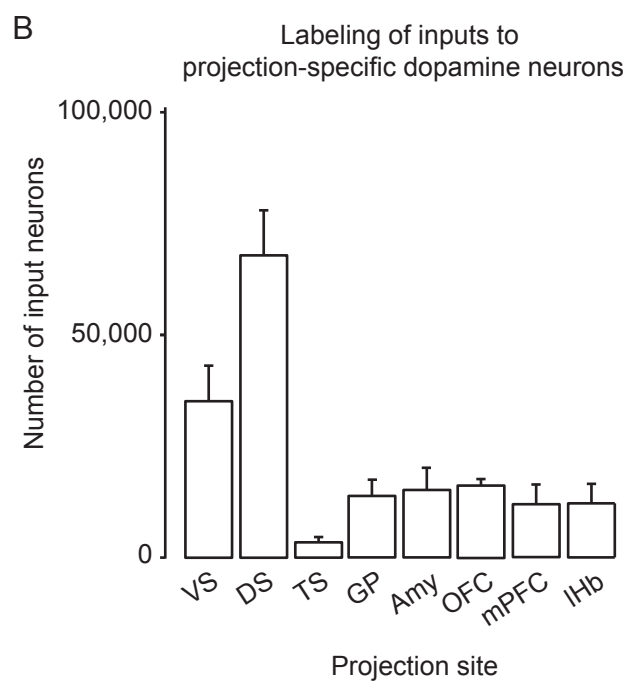 B
Labeling of inputs to
projection-specific dopamine neurons
Number of input neurons
100,000
50,000
0
VS
DS
TS
GP
Amy
OFC
mPFC
lHb
Projection site